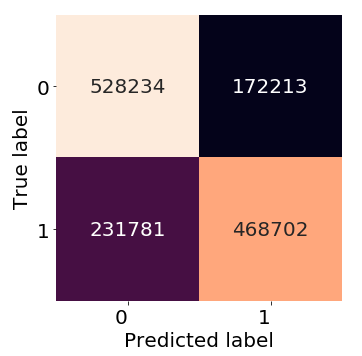 True label
0
528234 172213
1
231781 468702
0 1
Predicted label